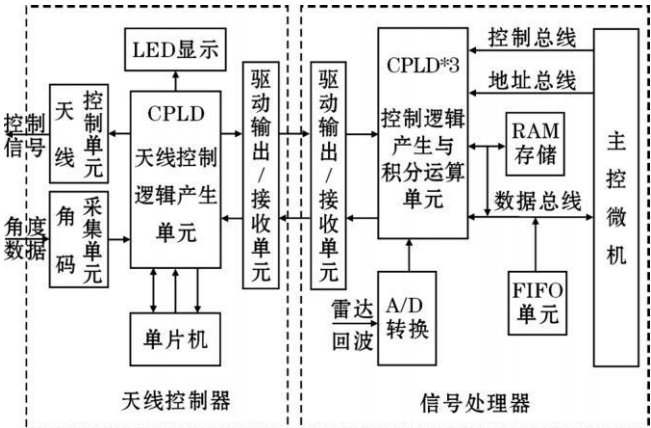 LED显示
控制
信号
天线
控制单元
CPLD
天线控制
逻辑产生
单元
角度
数据
角码
采集单元
单片机
驱动输出/接收单元
天线控制器
驱动输出/接收单元
CPLD*3
控制逻辑
产生与
积分运算
单元
控制总线
地址总线
RAM
存储
数据总线
雷达
回波
A/D
转换
FIFO
单元
主控微机
信号处理器